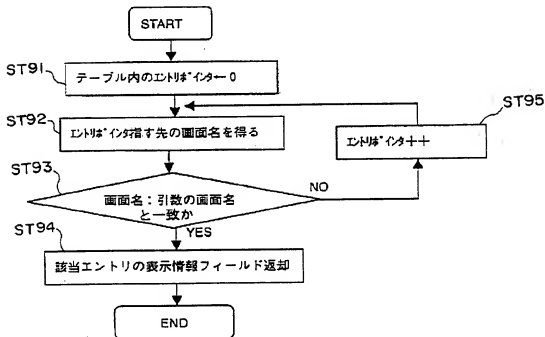 START
ST91
テーブル内のエントリポインタ←0
ST92
エントリポインタ指す先の画面名を得る
ST95
エントリポインタ++
ST93
画面名：引数の画面名
と一致か
NO
YES
ST94
該当エントリの表示情報フィールド返却
END